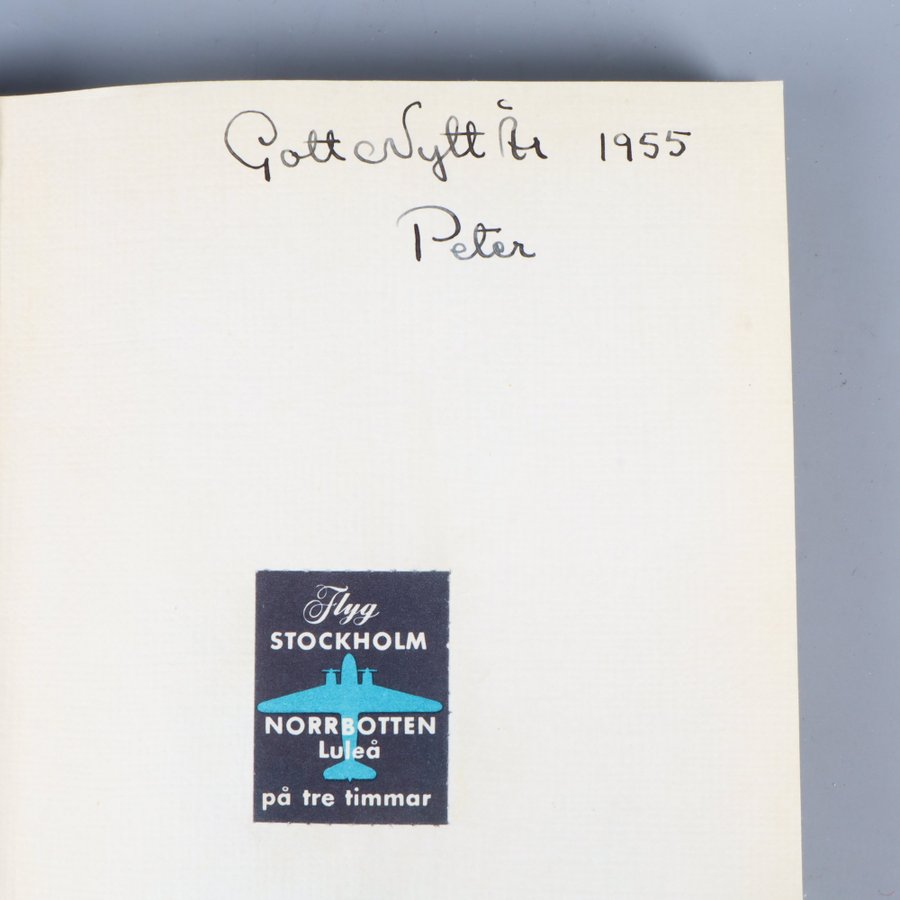 Gott Nytt År 1955
Peter
Flyg
STOCKHOLM
NORRBOTTEN
Luleå
på tre timmar